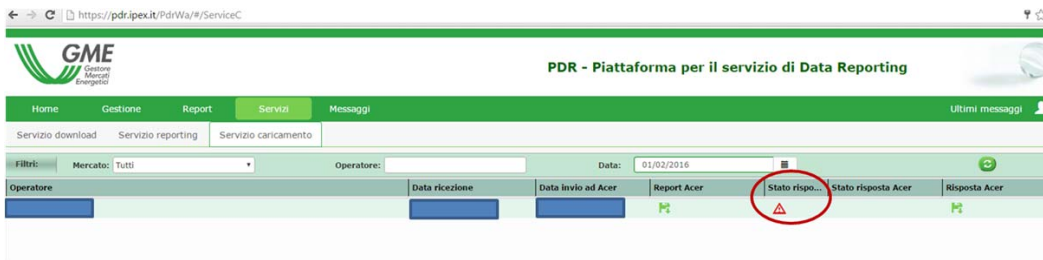 https://pdr.ipex.it/PdrWa/#/ServiceC
GME
Gestore
Mercati
Energetici
PDR - Piattaforma per il servizio di Data Reporting
Home Gestione Report Servizi Messaggi Ultimi messaggi
Servizio download Servizio reporting Servizio caricamento
Filtri: Mercato: Tutti Operatore: Data: 01/02/2016
Operatore Data ricezione Data invio ad Acer Report Acer Stato rispo... Stato risposta Acer Risposta Acer